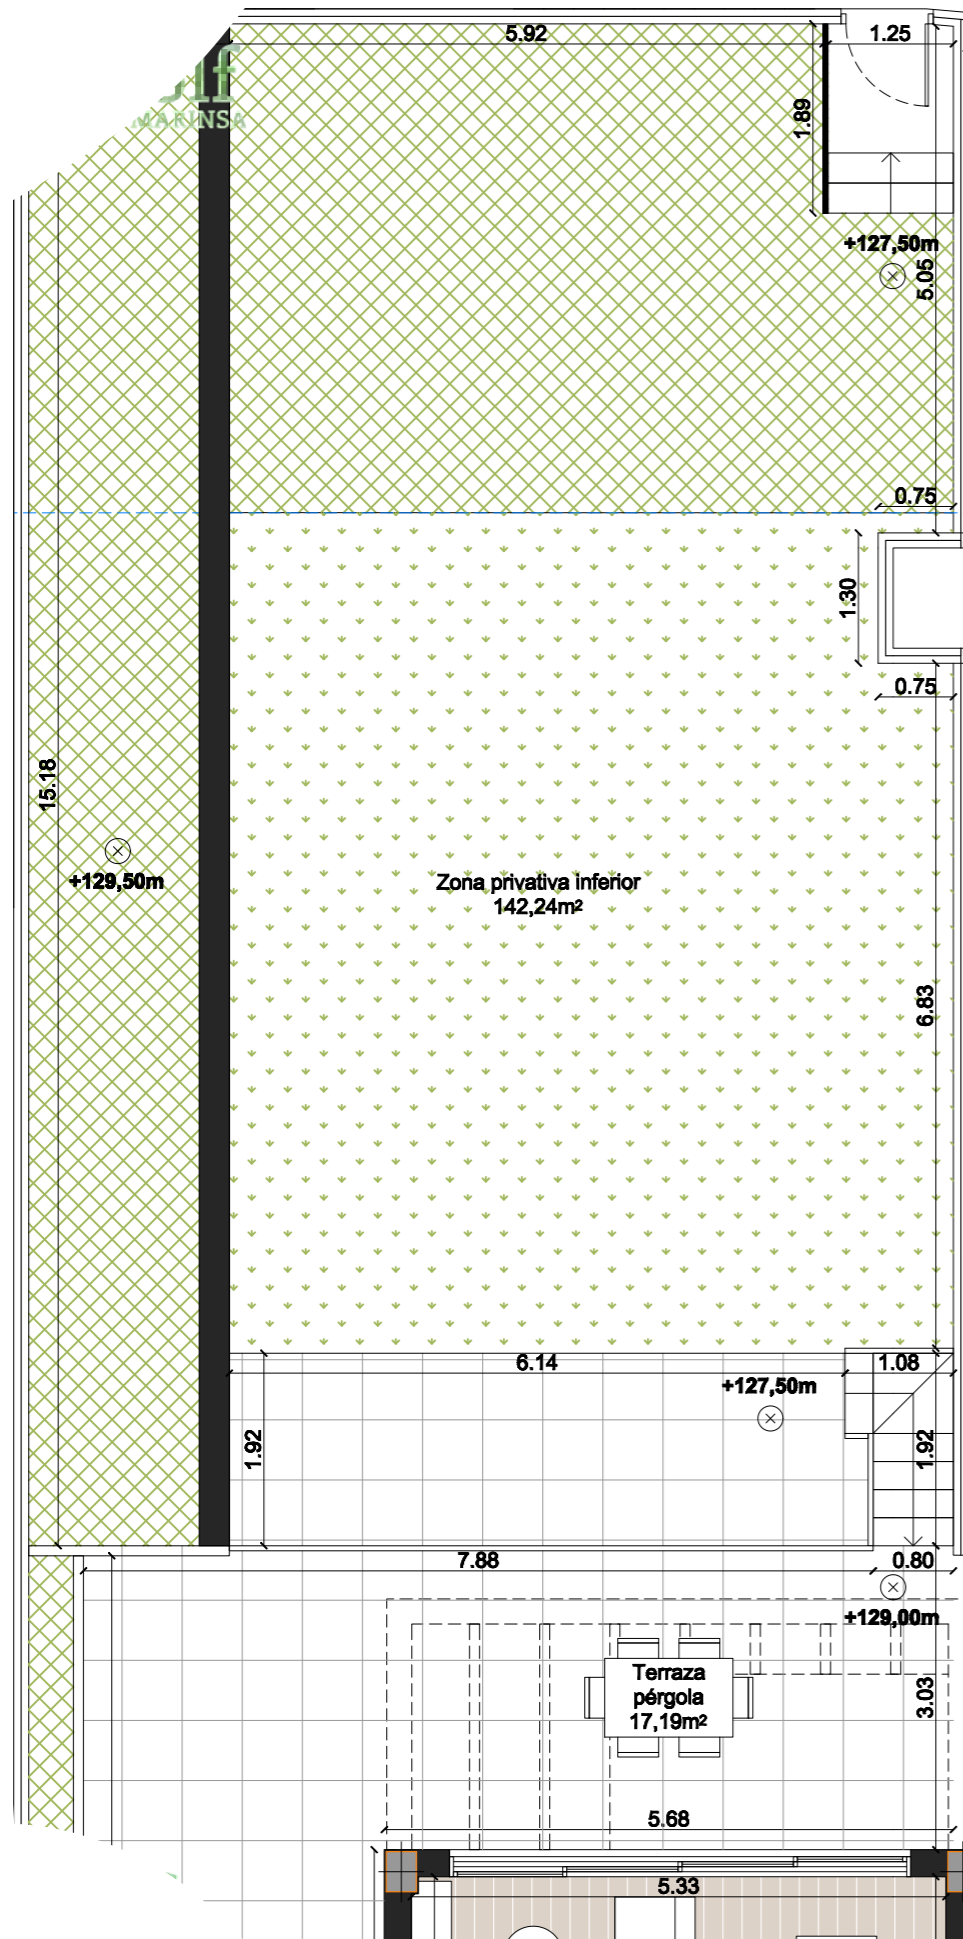 MARINSA
5.92
1.25
1.89
+127,50m
5.05
0.75
1.30
0.75
15.18
+129,50m
Zona privativa inferior
142,24m²
6.83
6.14
1.08
+127,50m
1.92
1.92
7.88
0.80
+129,00m
Terraza
pérgola
17,19m²
3.03
5.68
5.33